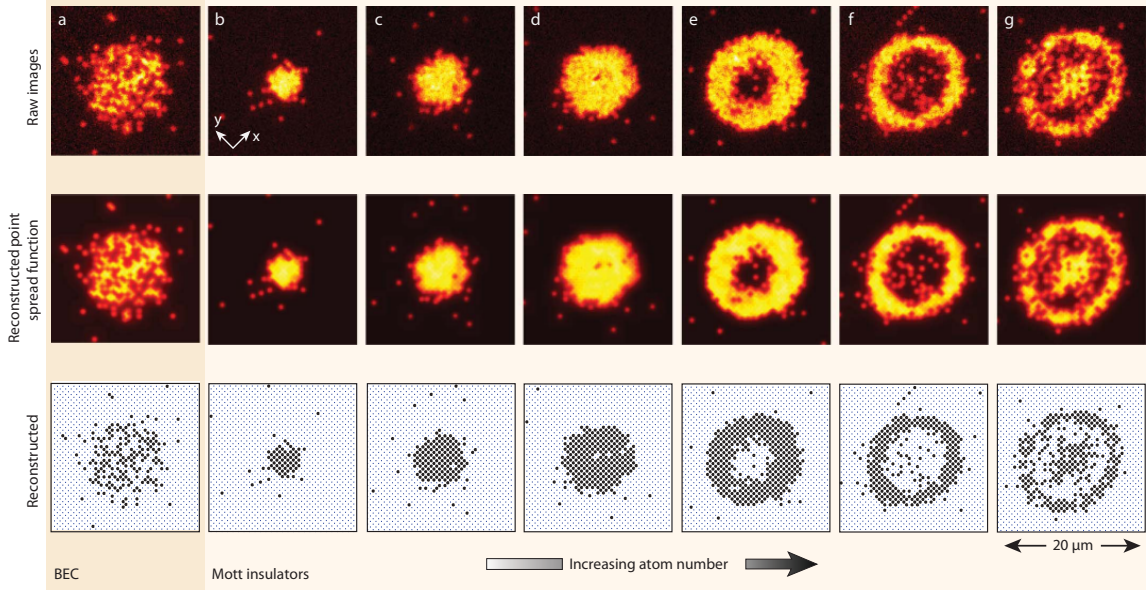 a b c d e f g
Raw images
y x
Reconstructed point
spread function
Reconstructed
20 µm
BEC
Mott insulators
Increasing atom number